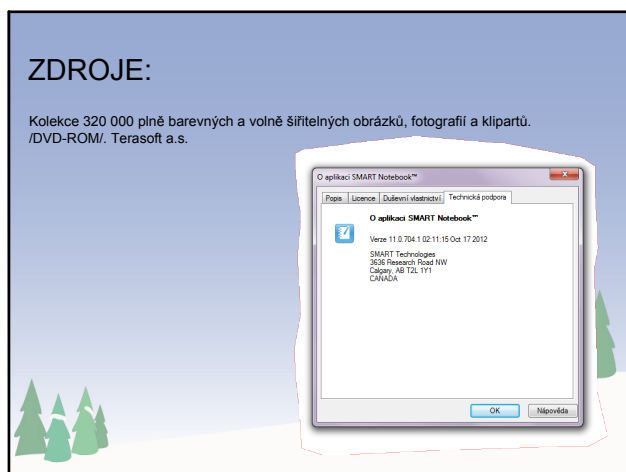 ZDROJE:
Kolekce 320 000 plně barevných a volně šiřitelných obrázků, fotografií a klipartů.
/DVD-ROM/. Terasoft a.s.
O aplikaci SMART Notebook™
Popis Licence Duševní vlastnictví Technická podpora
O aplikaci SMART Notebook™
Verze 11.0.704.1 02:11:15 Oct 17 2012
SMART Technologies
3636 Research Road NW
Calgary, AB T2L 1Y1
CANADA
OK Nápověda